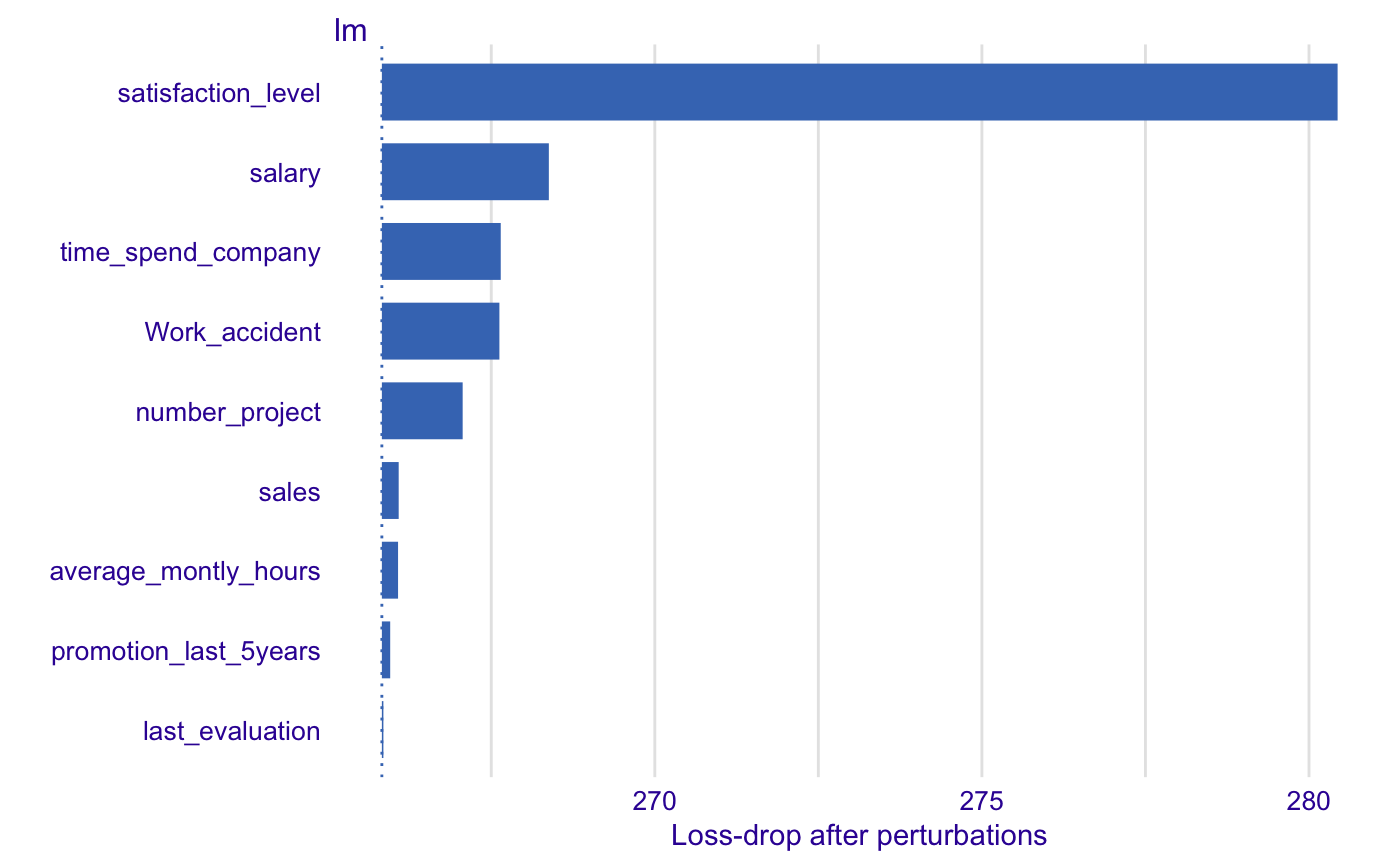 lm
satisfaction_level
salary
time_spend_company
Work_accident
number_project
sales
average_montly_hours
promotion_last_5years
last_evaluation
270 275 280
Loss-drop after perturbations